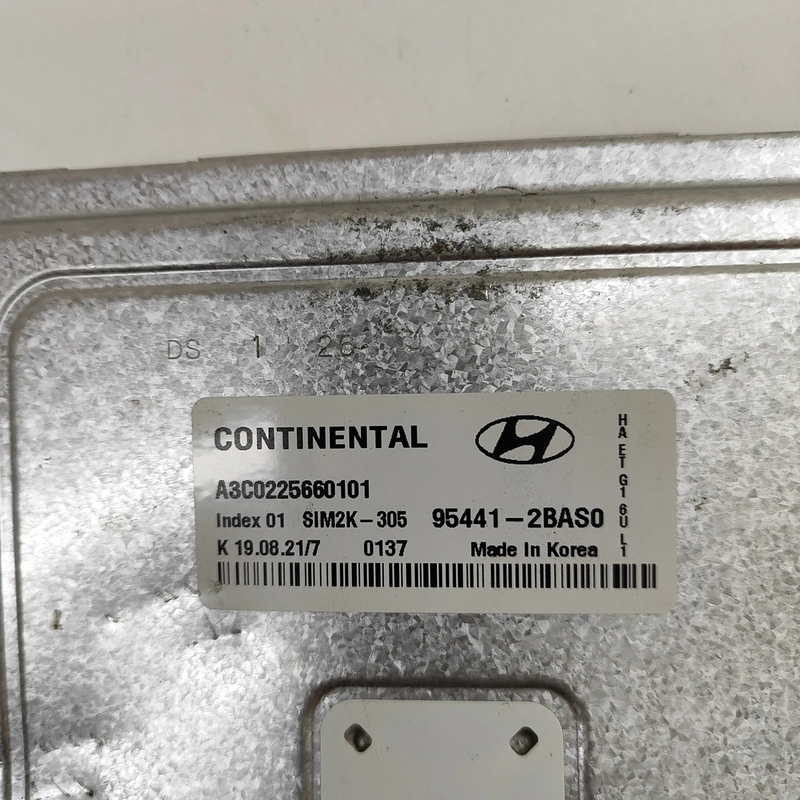 DS 1 26
CONTINENTAL
A3C0225660101
Index 01 SIM2K-305 95441-2BAS0
K 19.08.21/7 0137 Made In Korea
HA ET G1 6U L1